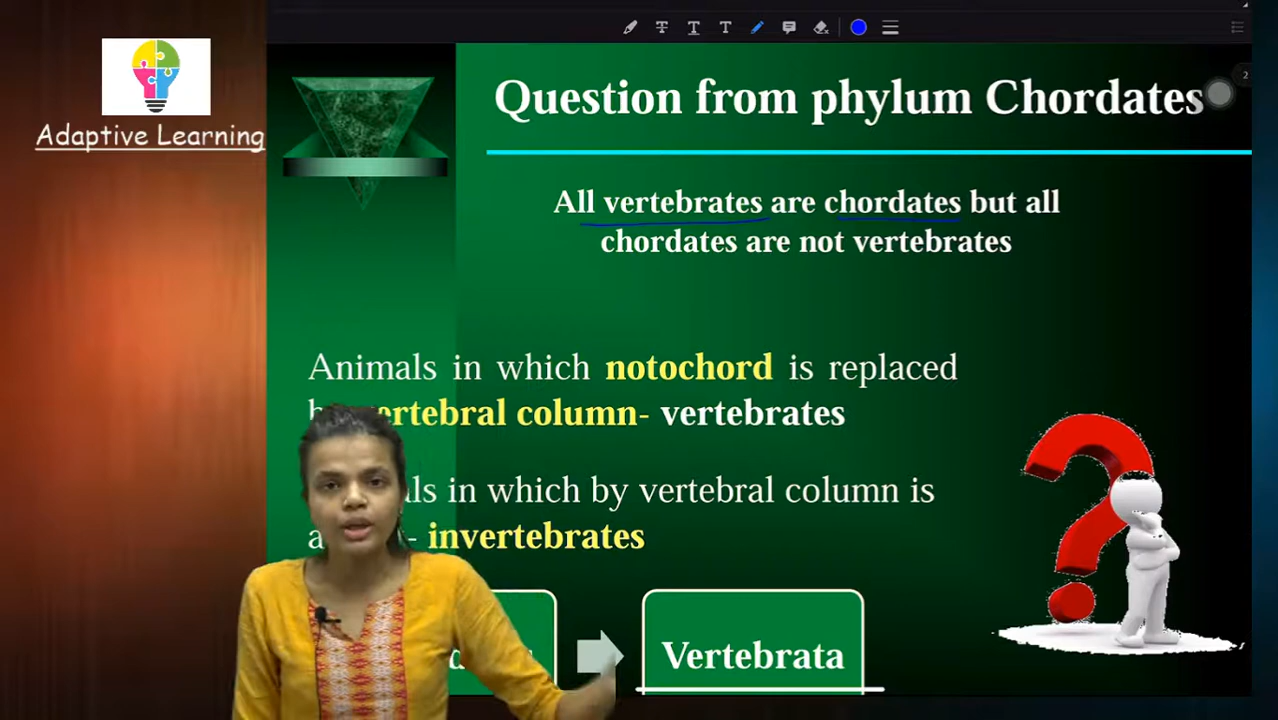 Adaptive Learning
Question from phylum Chordates
2
All vertebrates are chordates but all
chordates are not vertebrates
Animals in which notochord is replaced
vertebral column- vertebrates
in which by vertebral column is
invertebrates
Vertebrata